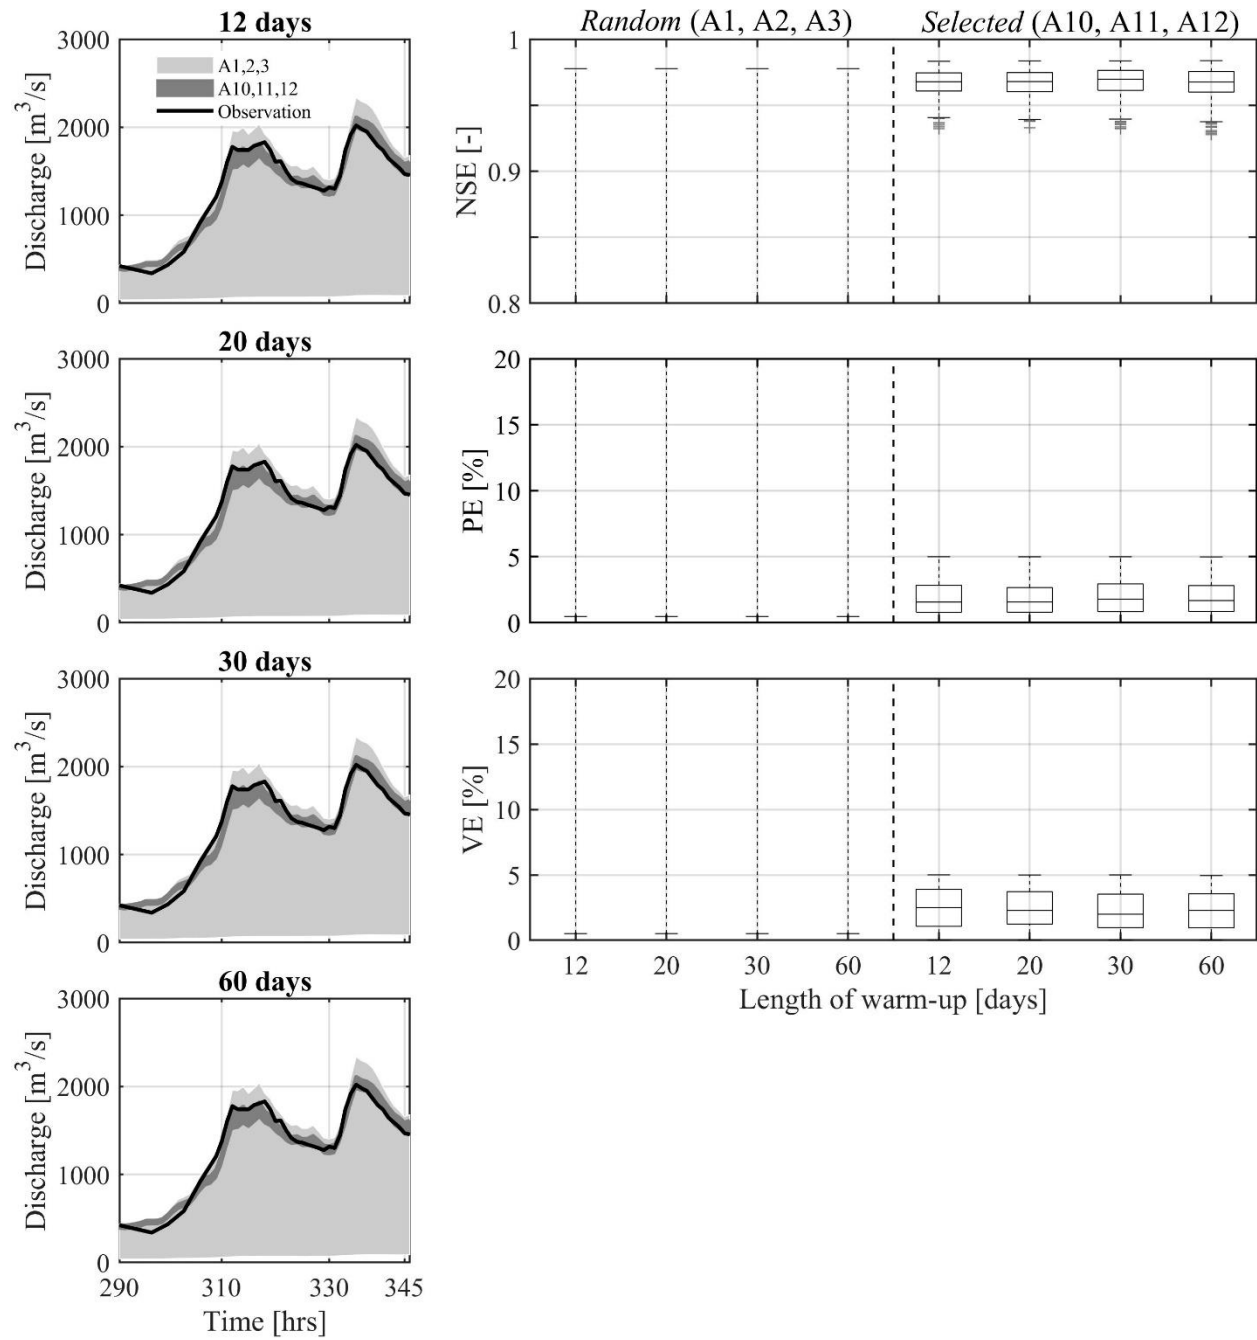 12 days
3000
2000
1000
0
Discharge [m³/s]
A1,2,3
A10,11,12
Observation
20 days
3000
2000
1000
0
Discharge [m³/s]
30 days
3000
2000
1000
0
Discharge [m³/s]
60 days
3000
2000
1000
0
Discharge [m³/s]
290 310 330 345
Time [hrs]
Random (A1, A2, A3) Selected (A10, A11, A12)
1
0.9
0.8
NSE [-]
20
15
10
5
0
PE [%]
20
15
10
5
0
VE [%]
12 20 30 60 12 20 30 60
Length of warm-up [days]